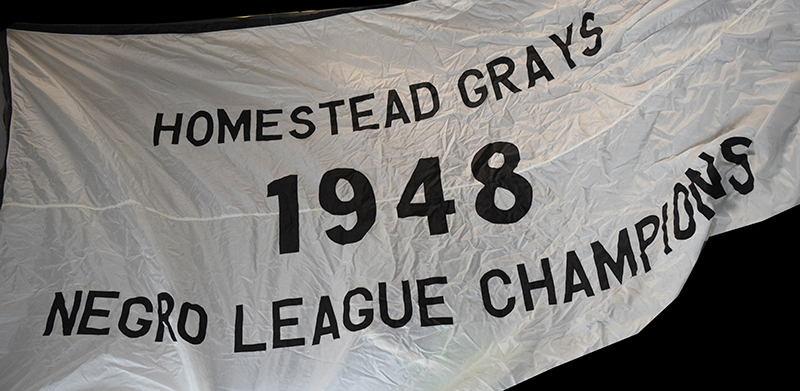 HOMESTEAD GRAYS
1948
NEGRO LEAGUE CHAMPIONS